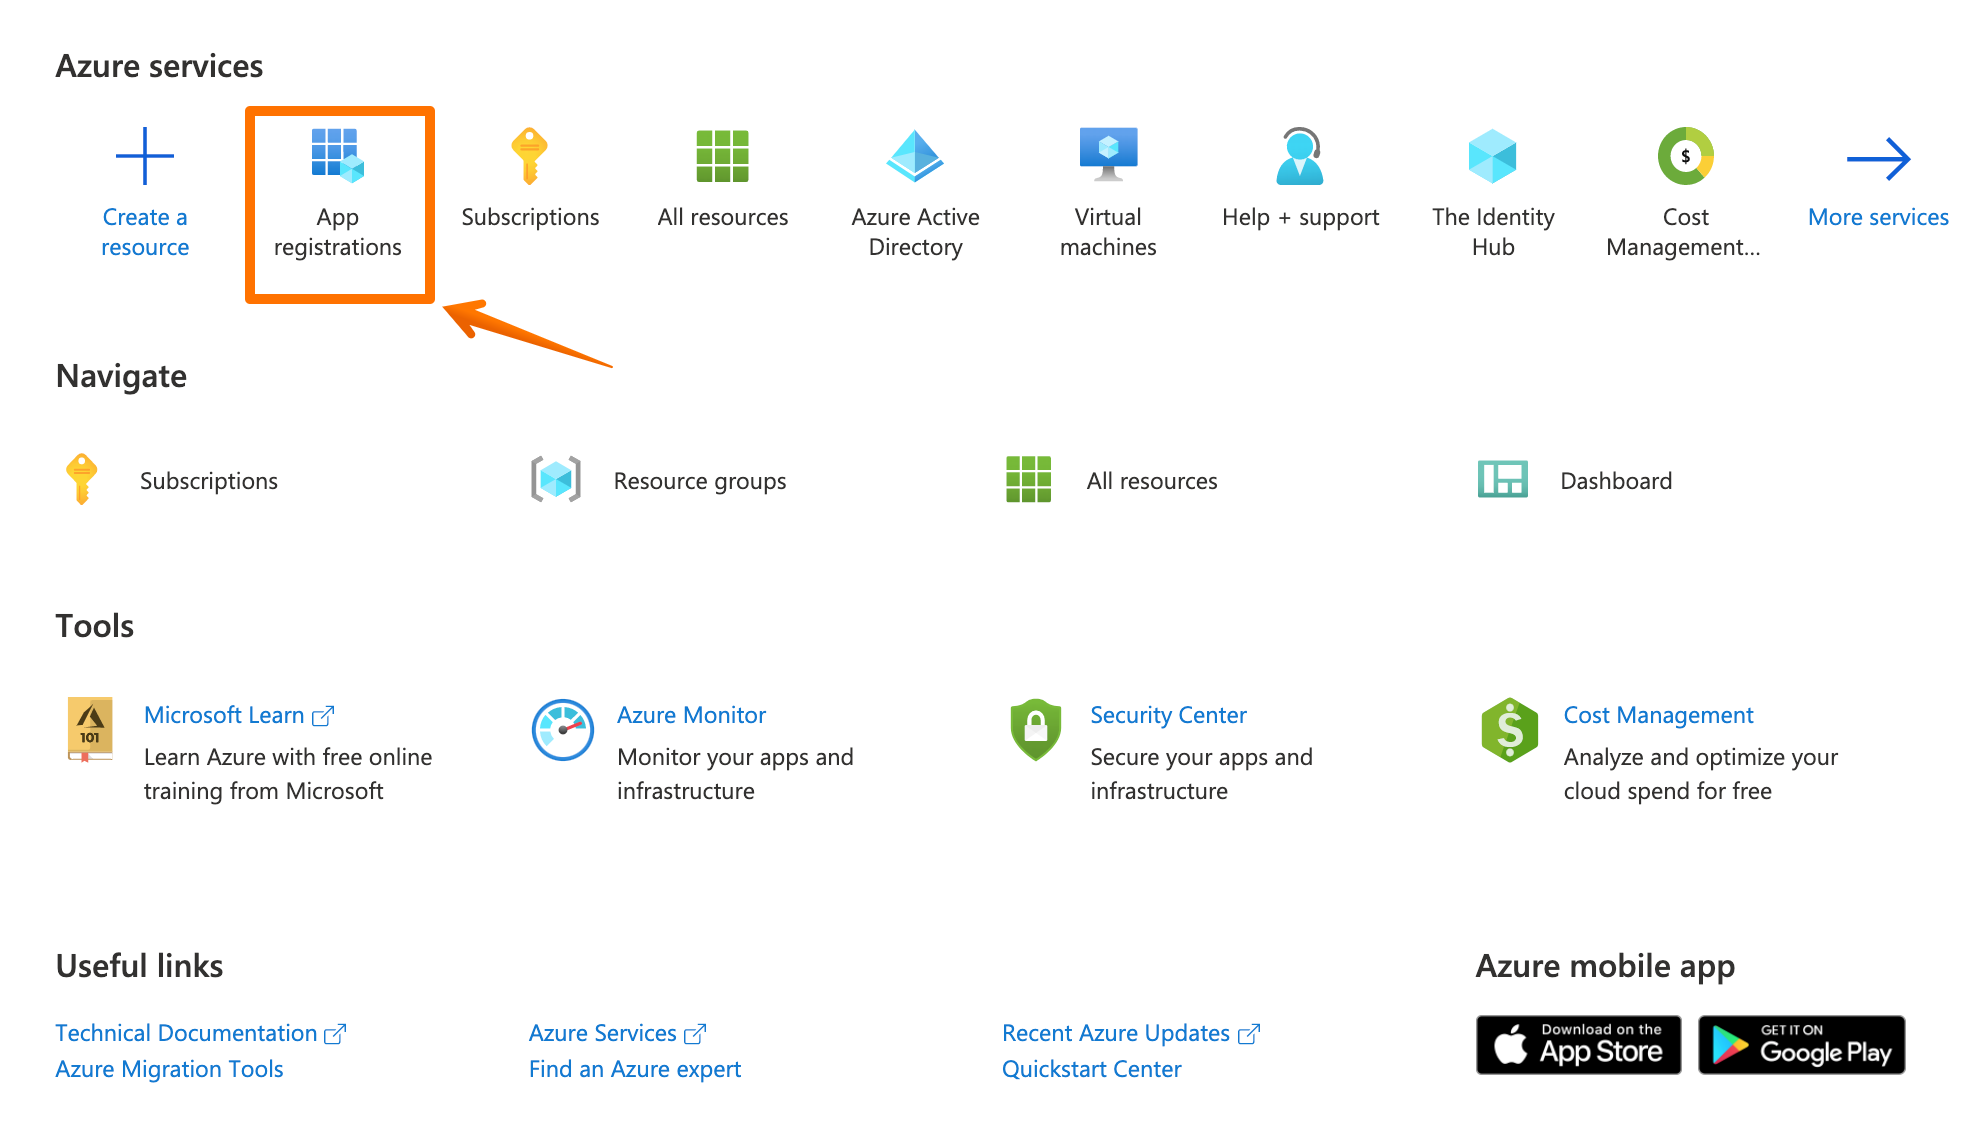 Azure services
Create a
resource
App
registrations
Subscriptions
All resources
Azure Active
Directory
Virtual
machines
Help + support
The Identity
Hub
$
Cost
Management...
More services
Navigate
Subscriptions
Resource groups
All resources
Dashboard
Tools
101
Microsoft Learn
Learn Azure with free online
training from Microsoft
Azure Monitor
Monitor your apps and
infrastructure
Security Center
Secure your apps and
infrastructure
$
Cost Management
Analyze and optimize your
cloud spend for free
Useful links
Technical Documentation
Azure Migration Tools
Azure Services
Find an Azure expert
Recent Azure Updates
Quickstart Center
Azure mobile app
Download on the
App Store
GET IT ON
Google Play